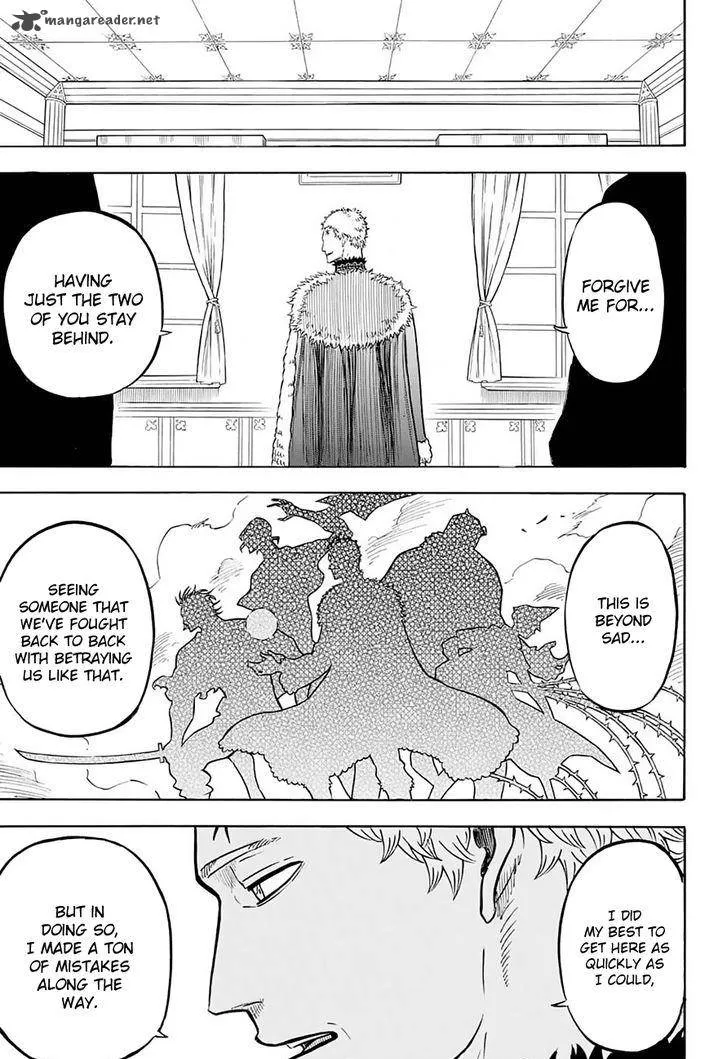 mangareader.net
FORGIVE
ME FOR...
HAVING
JUST THE TWO
OF YOU STAY
BEHIND.
THIS IS
BEYOND
SAD...
SEEING
SOMEONE THAT
WE'VE FOUGHT
BACK TO BACK
WITH BETRAYING
US LIKE THAT.
I DID
MY BEST TO
GET HERE AS
QUICKLY AS I
COULD,
BUT IN
DOING SO,
I MADE A TON
OF MISTAKES
ALONG THE
WAY.